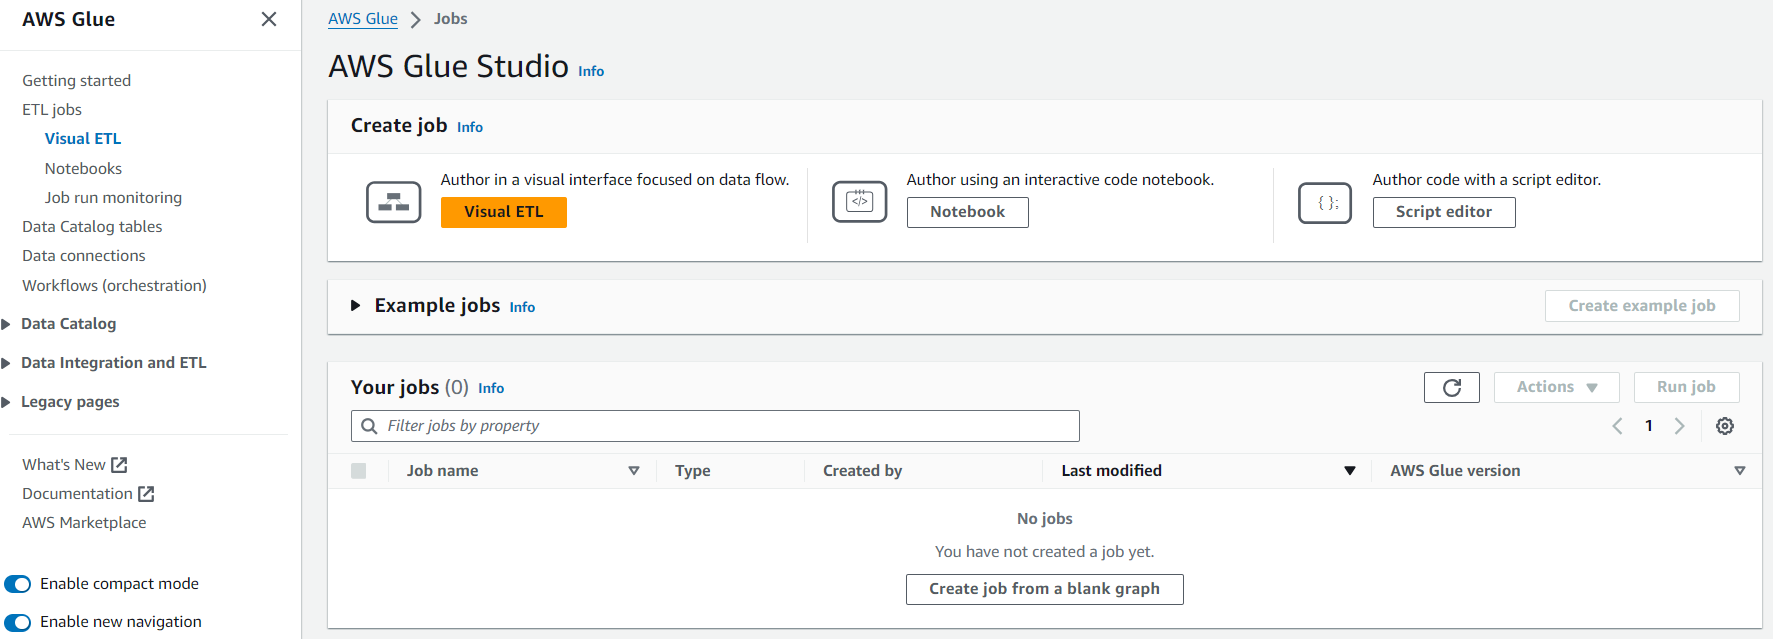 AWS Glue
Getting started
ETL jobs
Visual ETL
Notebooks
Job run monitoring
Data Catalog tables
Data connections
Workflows (orchestration)
Data Catalog
Data Integration and ETL
Legacy pages
What's New
Documentation
AWS Marketplace
Enable compact mode
Enable new navigation
AWS Glue > Jobs
AWS Glue Studio Info
Create job Info
Author in a visual interface focused on data flow.
Visual ETL
</>
Author using an interactive code notebook.
Notebook
{};
Author code with a script editor.
Script editor
Example jobs Info
Create example job
Your jobs (0) Info
Actions
Run job
Filter jobs by property
1
Job name Type Created by Last modified AWS Glue version
No jobs
You have not created a job yet.
Create job from a blank graph